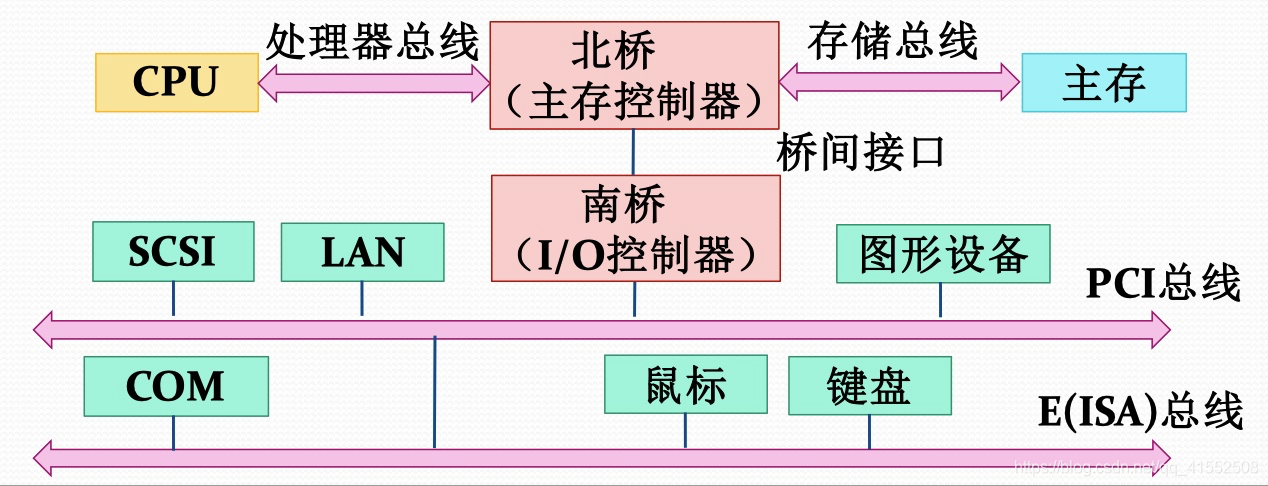 处理器总线
存储总线
CPU
北桥
（主存控制器）
主存
桥间接口
南桥
（I/O控制器）
SCSI
LAN
图形设备
PCI总线
COM
鼠标
键盘
E(ISA)总线
https://blog.csdn.net/qq_41552508